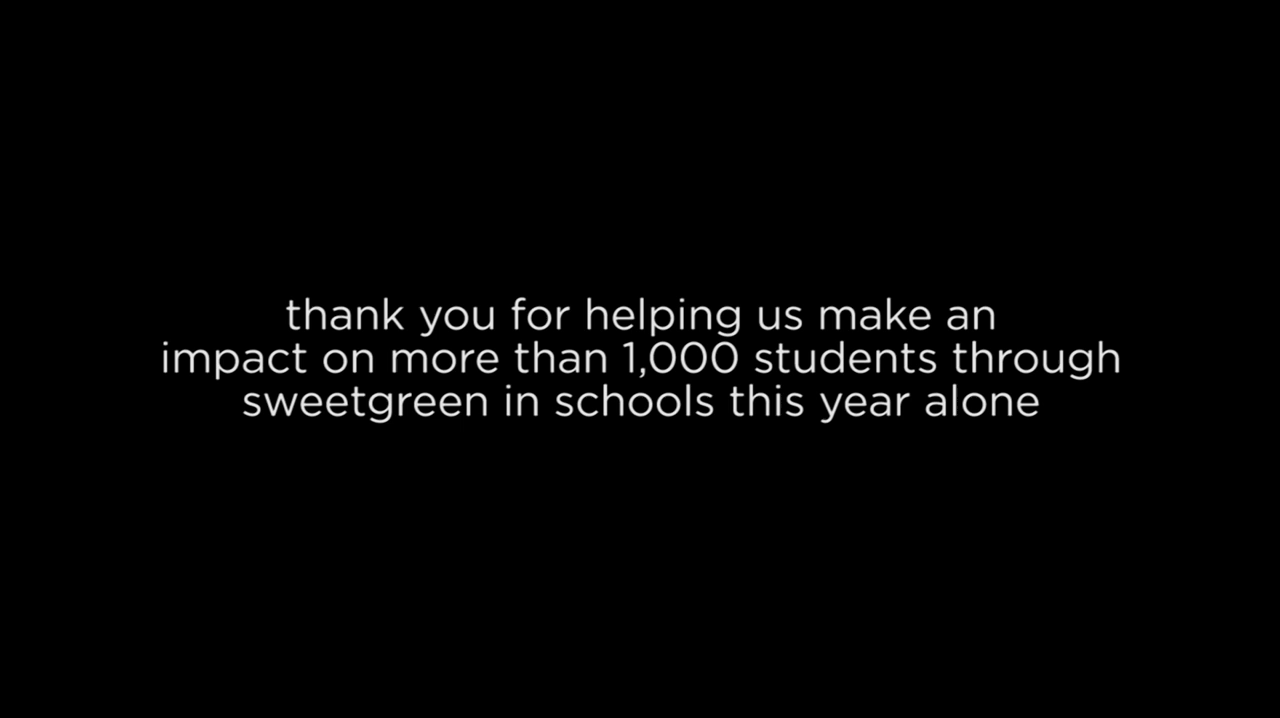 thank you for helping us make an
impact on more than 1,000 students through
sweetgreen in schools this year alone